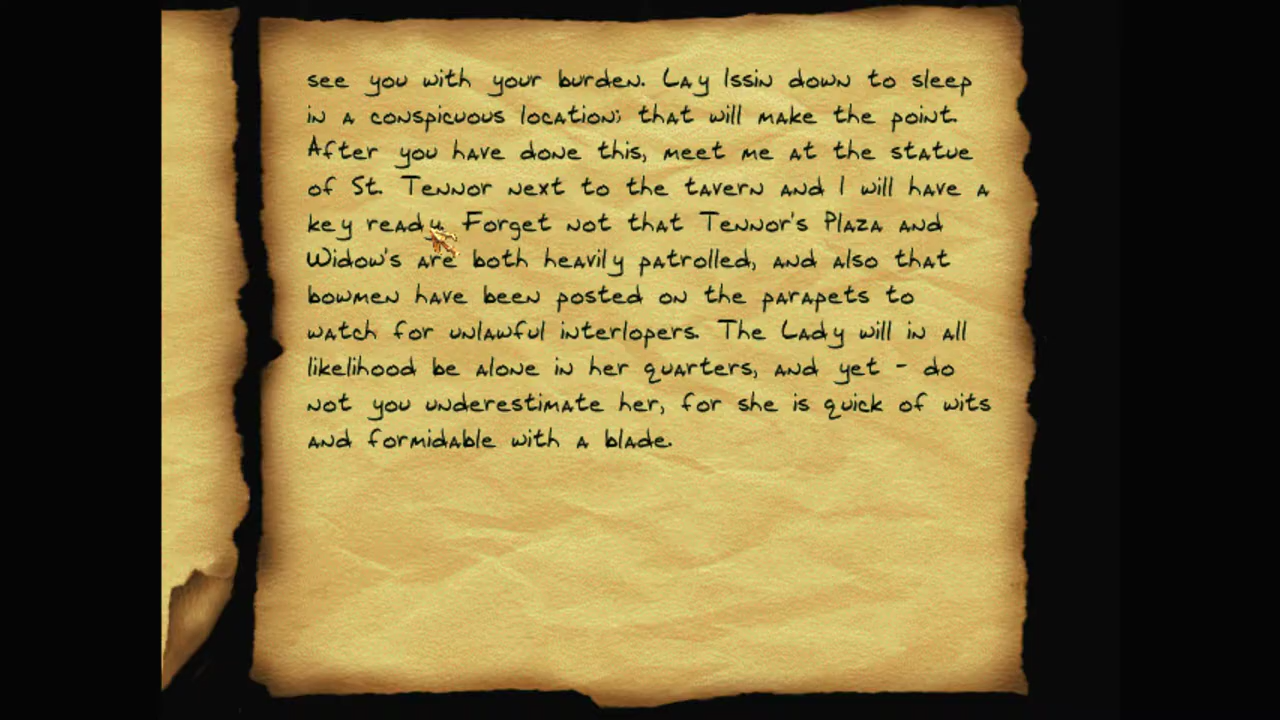 see you with your burden. Lay Issin down to sleep
in a conspicuous location; that will make the point.
After you have done this, meet me at the statue
of St. Tennor next to the tavern and I will have a
key ready. Forget not that Tennor's Plaza and
Widow's are both heavily patrolled, and also that
bowmen have been posted on the parapets to
watch for unlawful interlopers. The Lady will in all
likelihood be alone in her quarters, and yet - do
not you underestimate her, for she is quick of wits
and formidable with a blade.